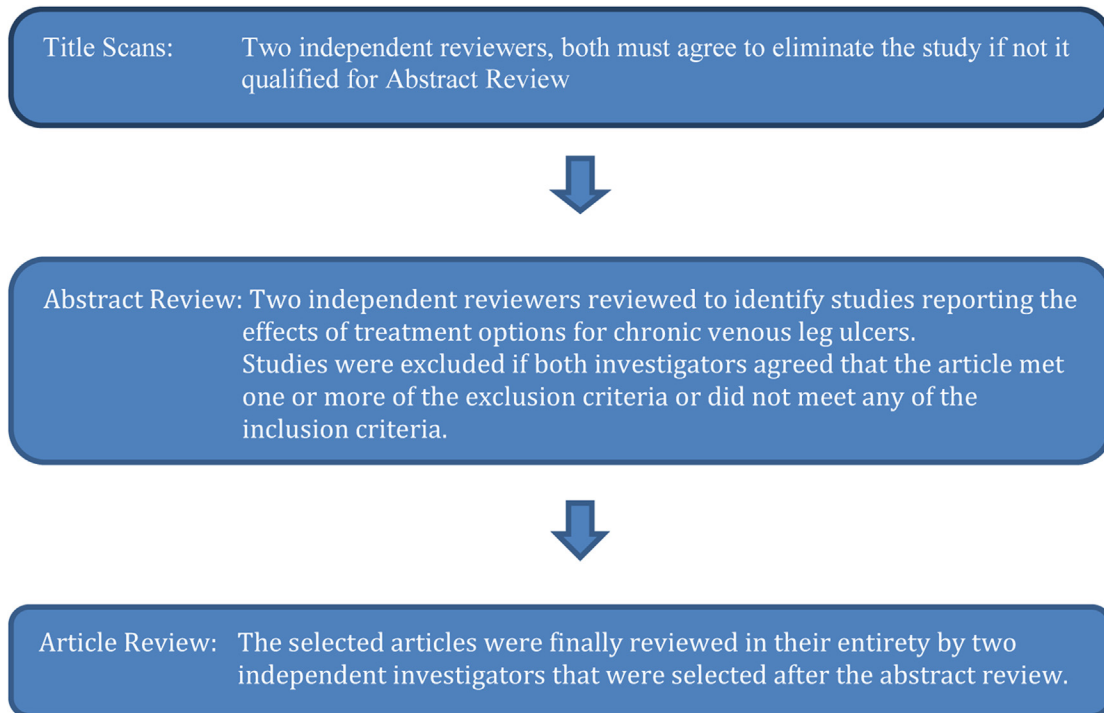 Title Scans: Two independent reviewers, both must agree to eliminate the study if not it
qualified for Abstract Review
Abstract Review: Two independent reviewers reviewed to identify studies reporting the
effects of treatment options for chronic venous leg ulcers.
Studies were excluded if both investigators agreed that the article met
one or more of the exclusion criteria or did not meet any of the
inclusion criteria.
Article Review: The selected articles were finally reviewed in their entirety by two
independent investigators that were selected after the abstract review.